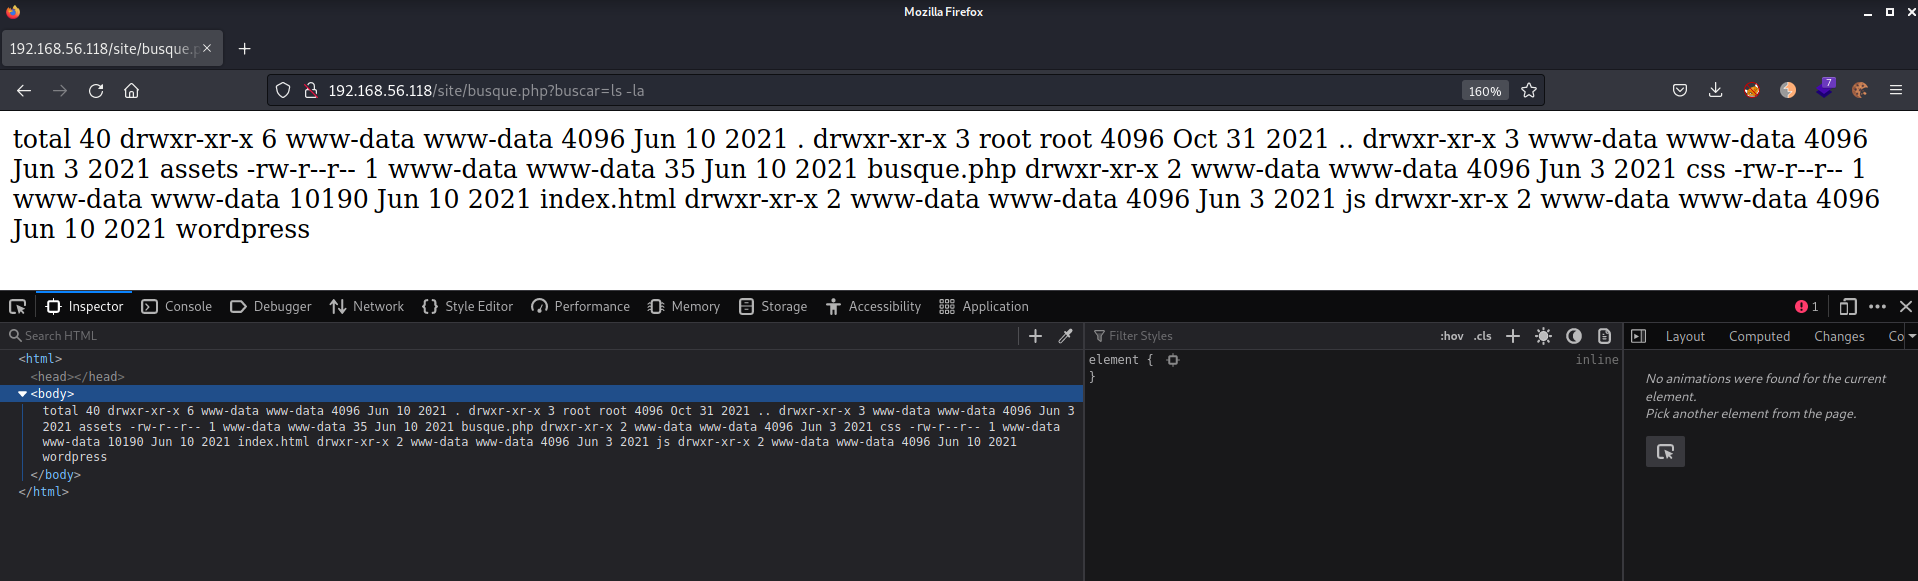 Mozilla Firefox
192.168.56.118/site/busque.p
192.168.56.118/site/busque.php?buscar=ls -la
160%
7
total 40 drwxr-xr-x 6 www-data www-data 4096 Jun 10 2021 . drwxr-xr-x 3 root root 4096 Oct 31 2021 .. drwxr-xr-x 3 www-data www-data 4096
Jun 3 2021 assets -rw-r--r-- 1 www-data www-data 35 Jun 10 2021 busque.php drwxr-xr-x 2 www-data www-data 4096 Jun 3 2021 css -rw-r--r-- 1
www-data www-data 10190 Jun 10 2021 index.html drwxr-xr-x 2 www-data www-data 4096 Jun 3 2021 js drwxr-xr-x 2 www-data www-data 4096
Jun 10 2021 wordpress
Inspector Console Debugger Network Style Editor Performance Memory Storage Accessibility Application 1
Search HTML
Filter Styles :hov .cls
Layout Computed Changes Co
<html>
<head></head>
<body>
total 40 drwxr-xr-x 6 www-data www-data 4096 Jun 10 2021 . drwxr-xr-x 3 root root 4096 Oct 31 2021 .. drwxr-xr-x 3 www-data www-data 4096 Jun 3
2021 assets -rw-r--r-- 1 www-data www-data 35 Jun 10 2021 busque.php drwxr-xr-x 2 www-data www-data 4096 Jun 3 2021 css -rw-r--r-- 1 www-data
www-data 10190 Jun 10 2021 index.html drwxr-xr-x 2 www-data www-data 4096 Jun 3 2021 js drwxr-xr-x 2 www-data www-data 4096 Jun 10 2021
wordpress
</body>
</html>
element { inline
}
No animations were found for the current
element.
Pick another element from the page.